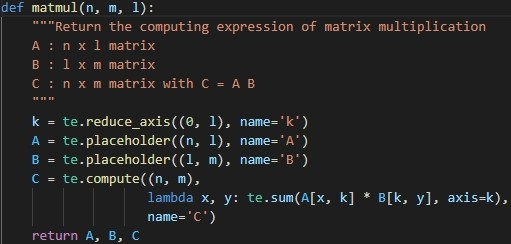 def matmul(n, m, l):
    """Return the computing expression of matrix multiplication
    A : n x l matrix
    B : l x m matrix
    C : n x m matrix with C = A B
    """
    k = te.reduce_axis((0, l), name='k')
    A = te.placeholder((n, l), name='A')
    B = te.placeholder((l, m), name='B')
    C = te.compute((n, m),
                    lambda x, y: te.sum(A[x, k] * B[k, y], axis=k),
                    name='C')
    return A, B, C